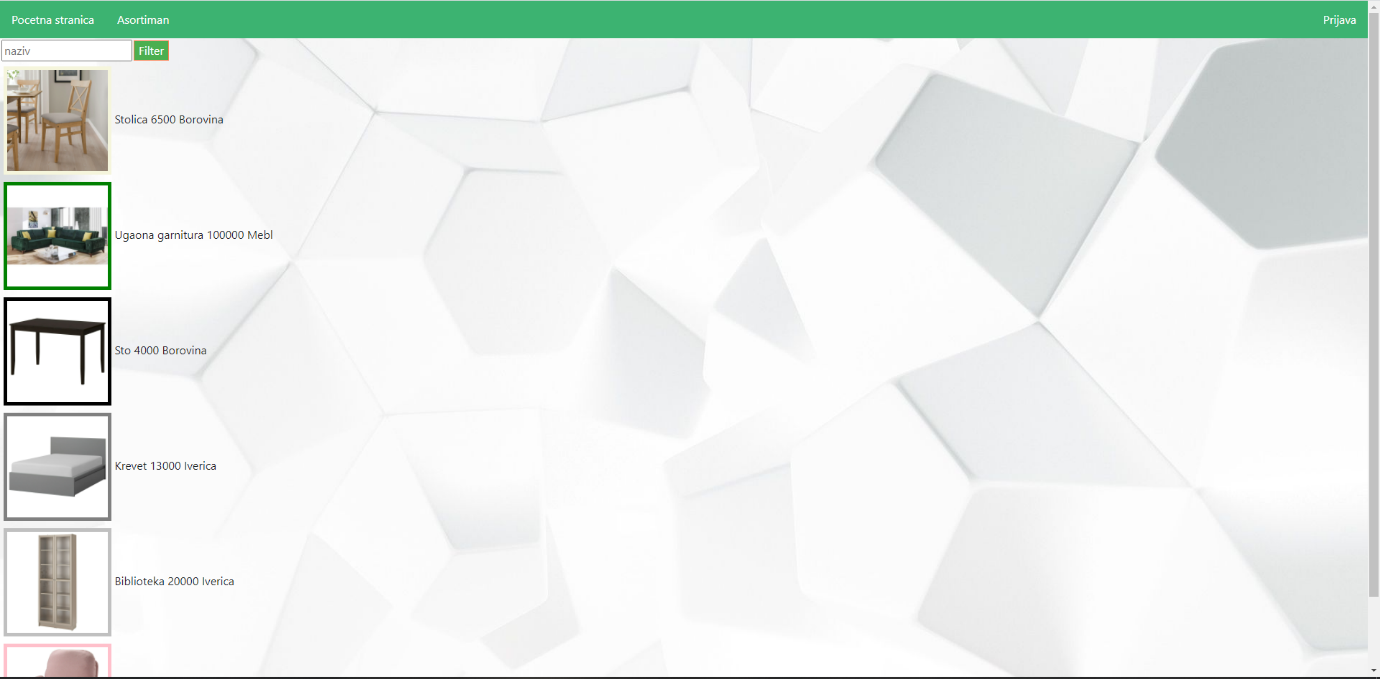 Pocetna stranica Asortiman Prijava
naziv Filter
Stolica 6500 Borovina
Ugaona garnitura 100000 Mebl
Sto 4000 Borovina
Krevet 13000 Iverica
Biblioteka 20000 Iverica